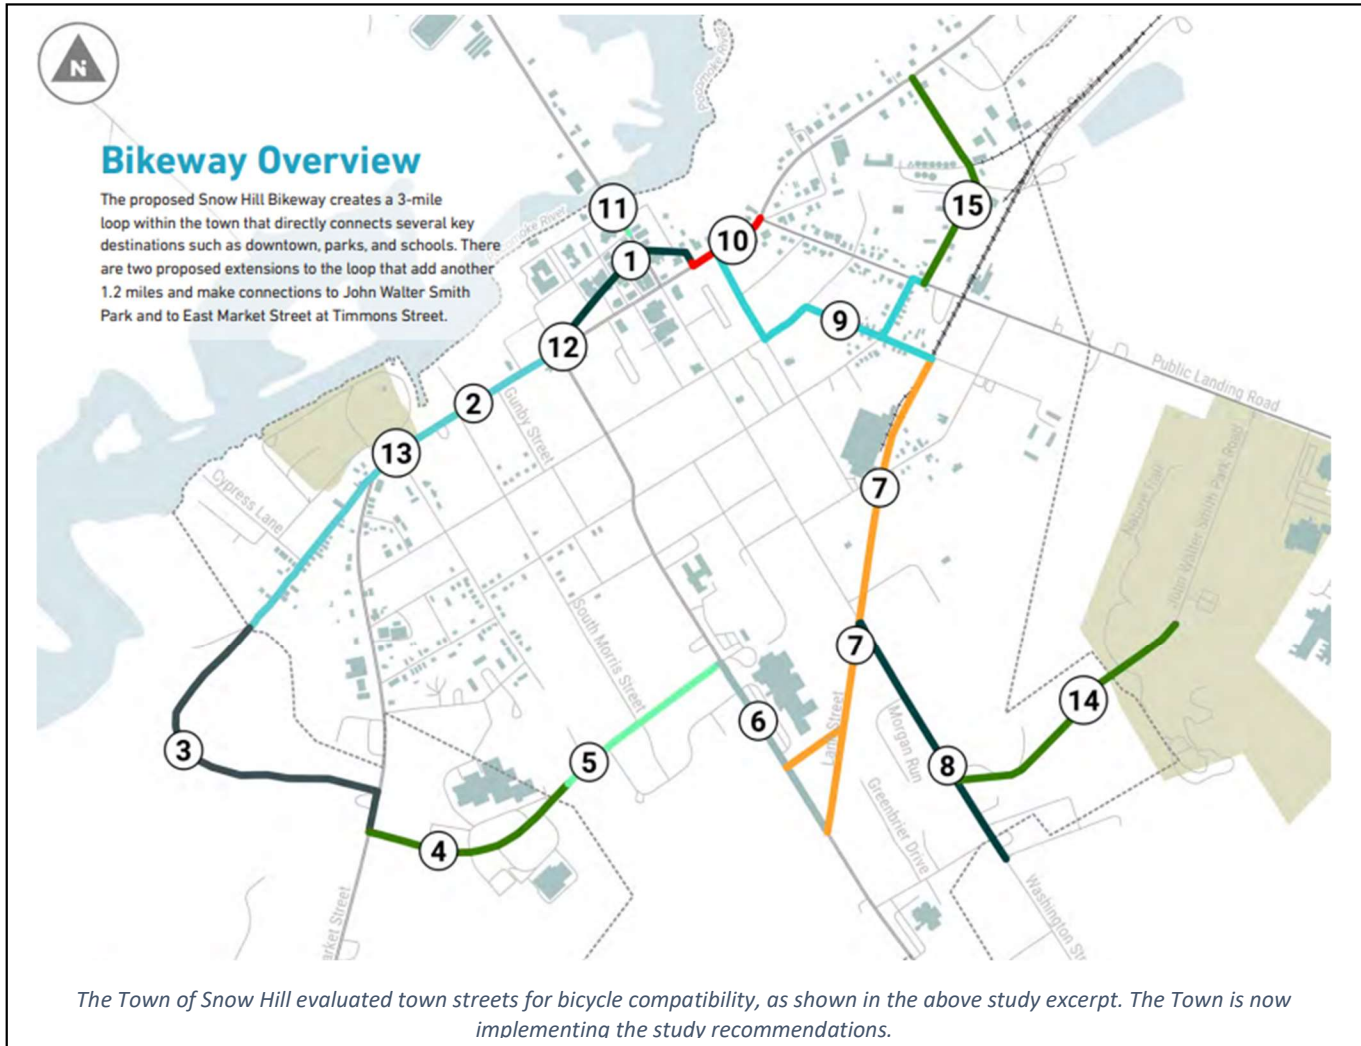 N
Bikeway Overview
The proposed Snow Hill Bikeway creates a 3-mile
loop within the town that directly connects several key
destinations such as downtown, parks, and schools. There
are two proposed extensions to the loop that add another
1.2 miles and make connections to John Walter Smith
Park and to East Market Street at Timmons Street.
Pocomoke River
River
11
10
1
15
12
9
2
13
7
Gunby Street
Cypress Lane
Public Landing Road
Nature Trail
John Walter Smith Park Road
South Morris Street
7
14
6
3
5
8
4
Street
Morgan Run
Greenbrier Drive
Washington
Street
The Town of Snow Hill evaluated town streets for bicycle compatibility, as shown in the above study excerpt. The Town is now
implementing the study recommendations.